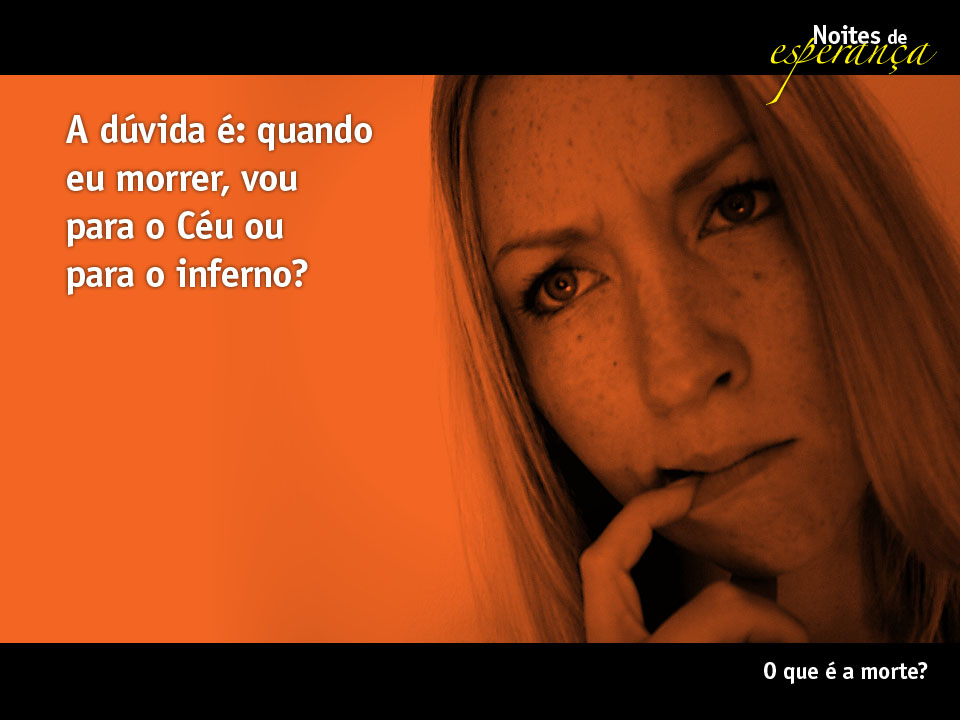 Noites de
esperança
A dúvida é: quando
eu morrer, vou
para o Céu ou
para o inferno?
O que é a morte?